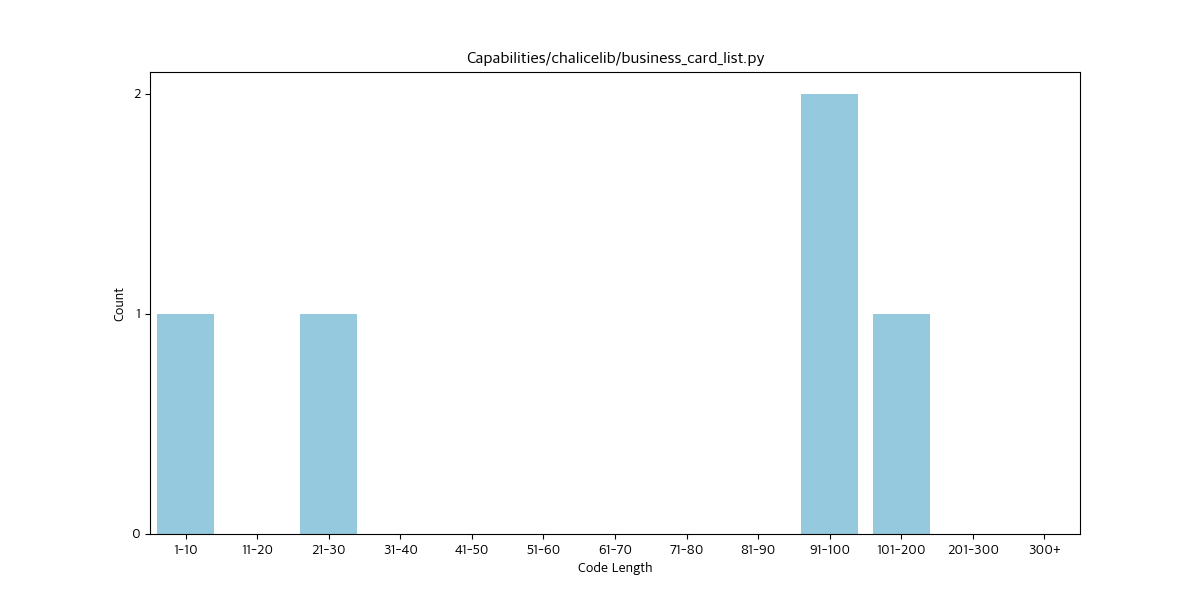 Capabilities/chalicelib/business_card_list.py
2
1
0
Count
1-10 11-20 21-30 31-40 41-50 51-60 61-70 71-80 81-90 91-100 101-200 201-300 300+
Code Length